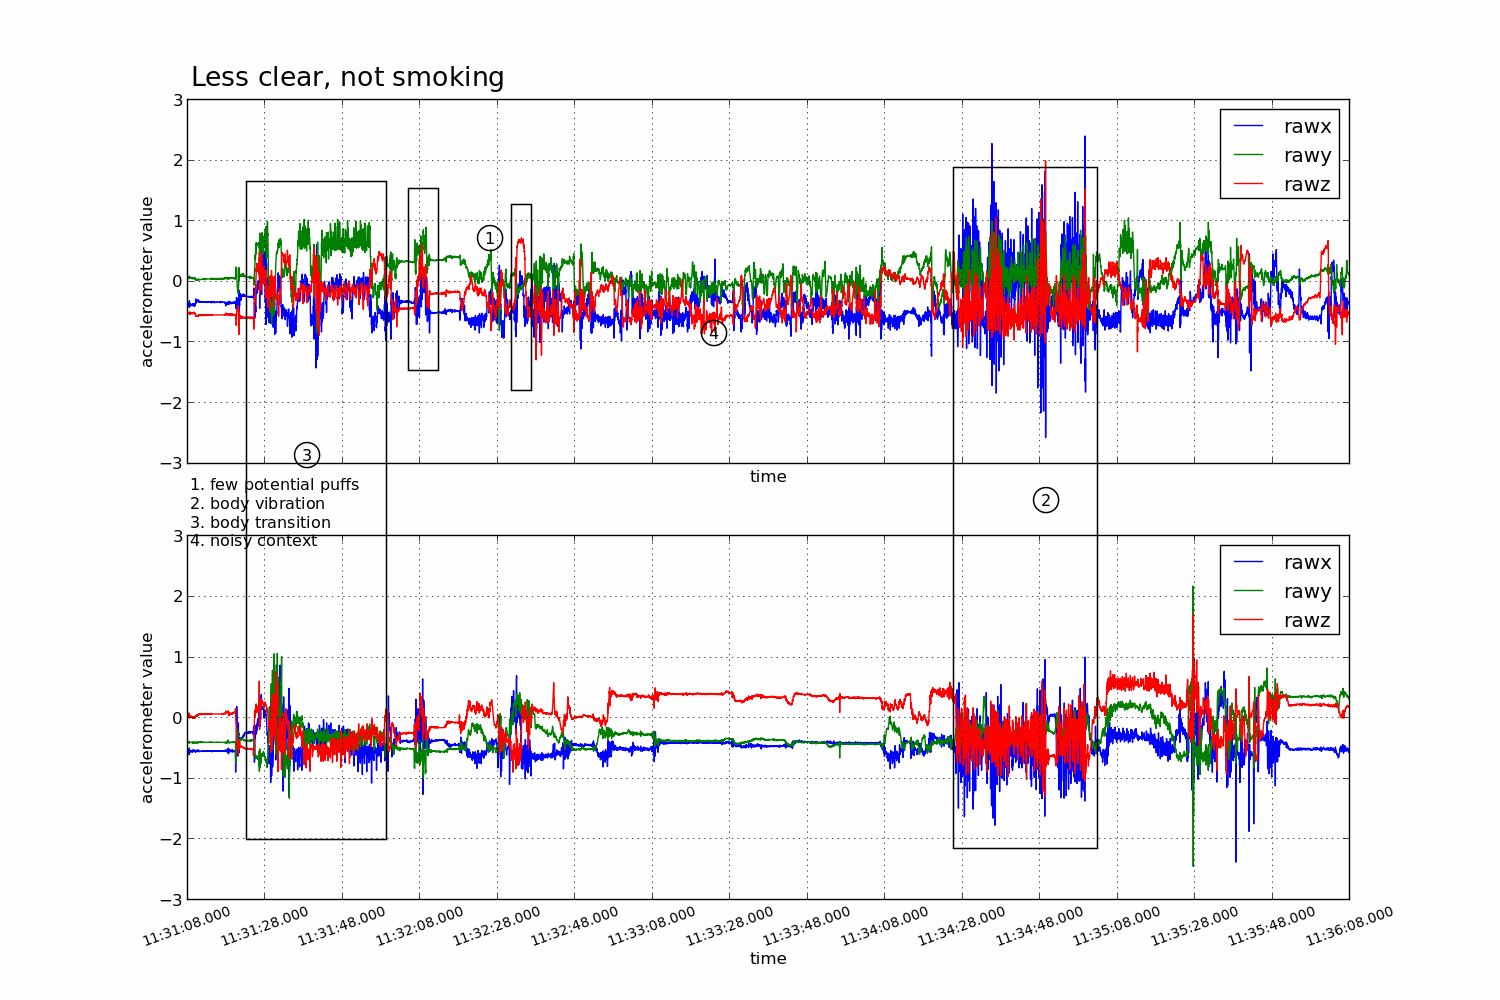 Less clear, not smoking
3
2
1
0
−1
−2
−3
accelerometer value
rawx
rawy
rawz
1
4
3
2
time
1. few potential puffs
2. body vibration
3. body transition
4. noisy context
3
2
1
0
−1
−2
−3
accelerometer value
rawx
rawy
rawz
11:31:08.000
11:31:28.000
11:31:48.000
11:32:08.000
11:32:28.000
11:32:48.000
11:33:08.000
11:33:28.000
11:33:48.000
11:34:08.000
11:34:28.000
11:34:48.000
11:35:08.000
11:35:28.000
11:35:48.000
11:36:08.000
time